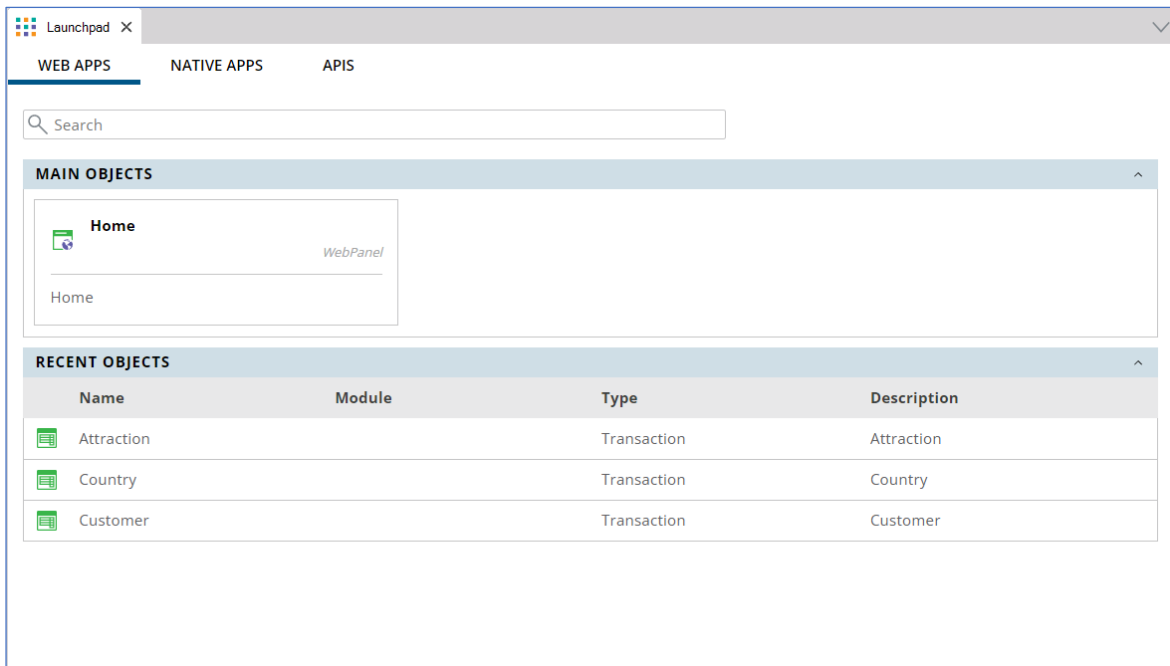 Launchpad
WEB APPS NATIVE APPS APIS
Search
MAIN OBJECTS
Home
WebPanel
Home
RECENT OBJECTS
Name Module Type Description
Attraction Transaction Attraction
Country Transaction Country
Customer Transaction Customer